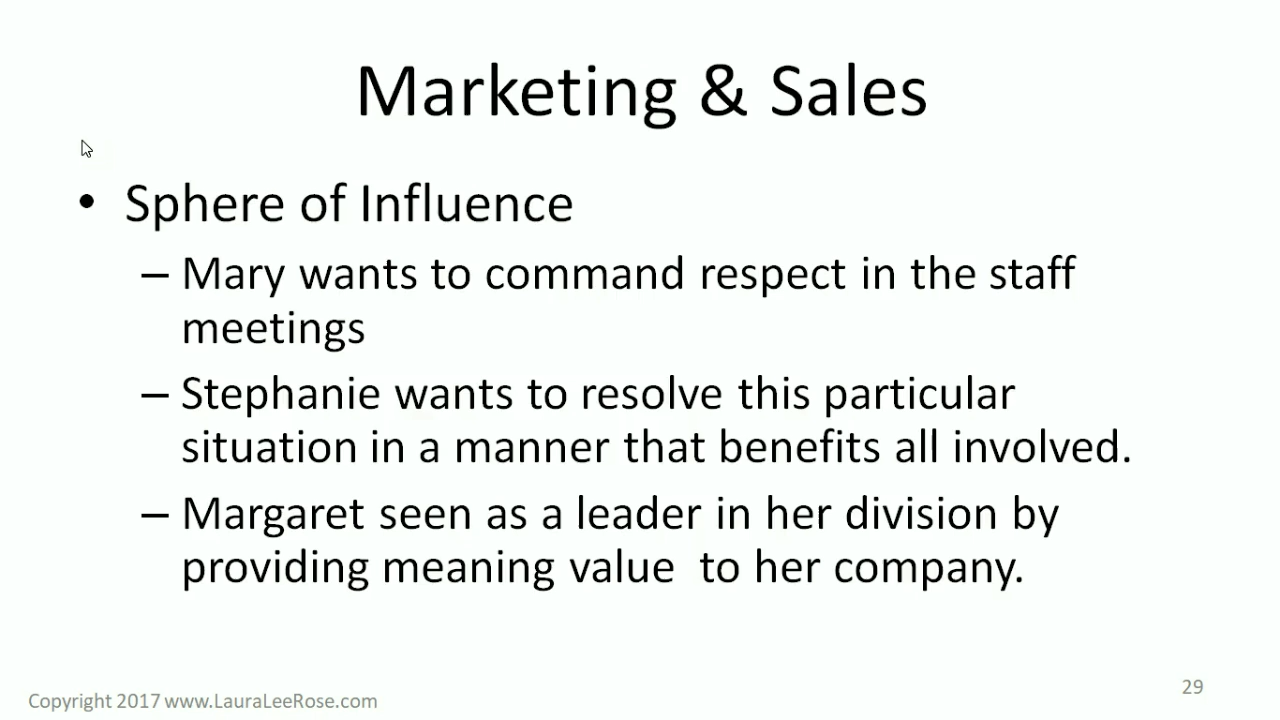 Marketing & Sales
• Sphere of Influence
– Mary wants to command respect in the staff
meetings
– Stephanie wants to resolve this particular
situation in a manner that benefits all involved.
– Margaret seen as a leader in her division by
providing meaning value  to her company.
29
Copyright 2017 www.LauraLeeRose.com